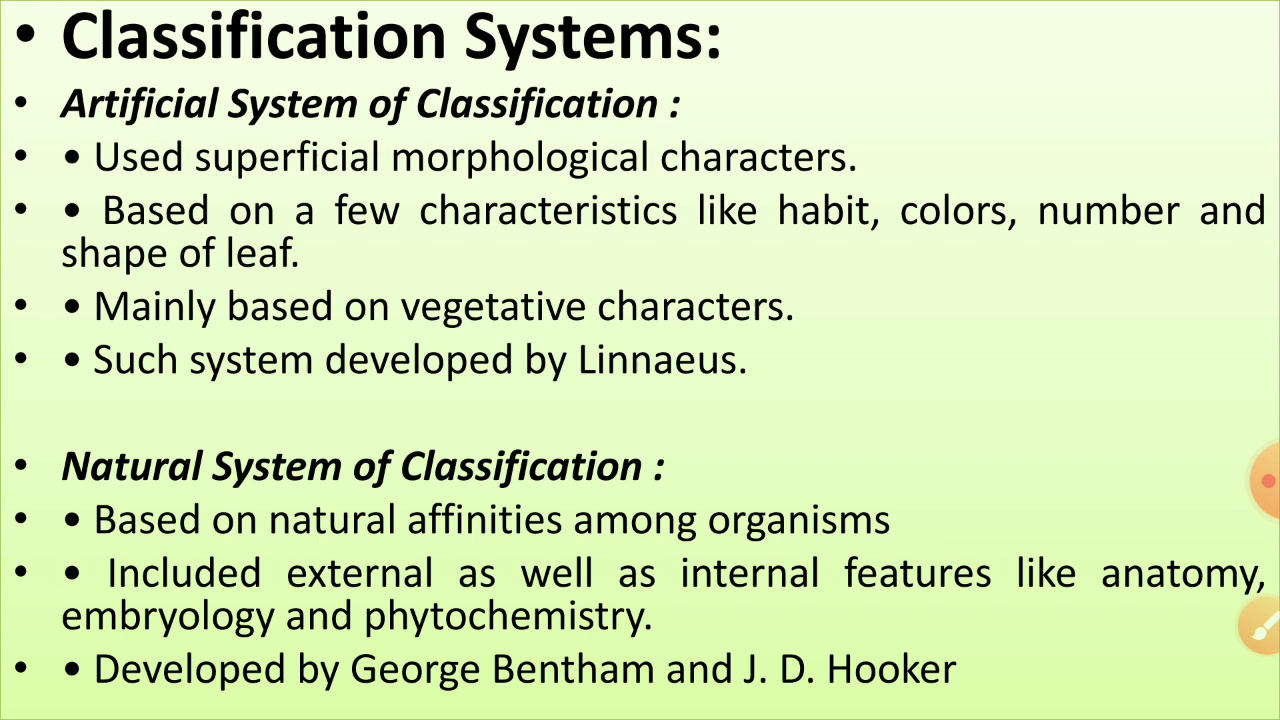 • Classification Systems:
• Artificial System of Classification :
• • Used superficial morphological characters.
• • Based on a few characteristics like habit, colors, number and
shape of leaf.
• • Mainly based on vegetative characters.
• • Such system developed by Linnaeus.
• Natural System of Classification :
• • Based on natural affinities among organisms
• • Included external as well as internal features like anatomy,
embryology and phytochemistry.
• • Developed by George Bentham and J. D. Hooker